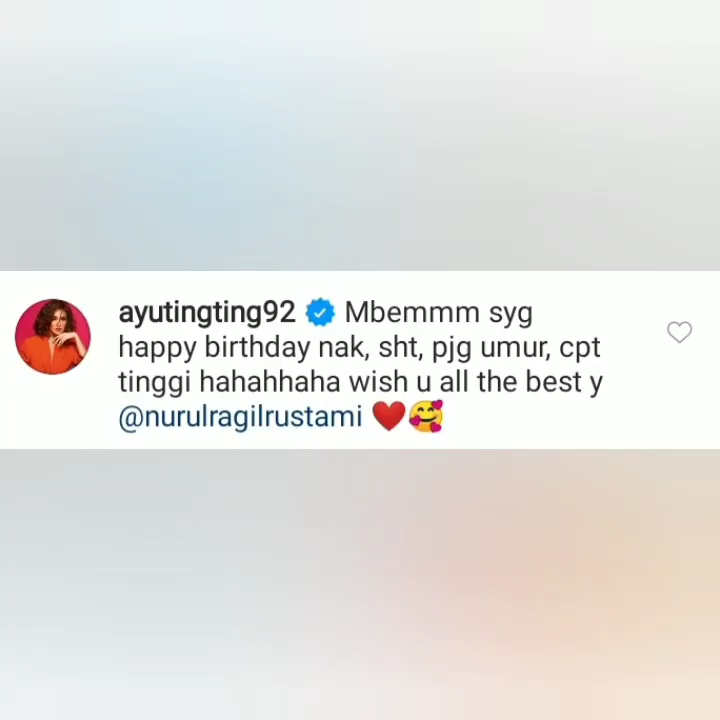 ayutingting92 Mbemmm syg
happy birthday nak, sht, pjg umur, cpt
tinggi hahahhaha wish u all the best y
@nurulragilrustami ❤️🥰